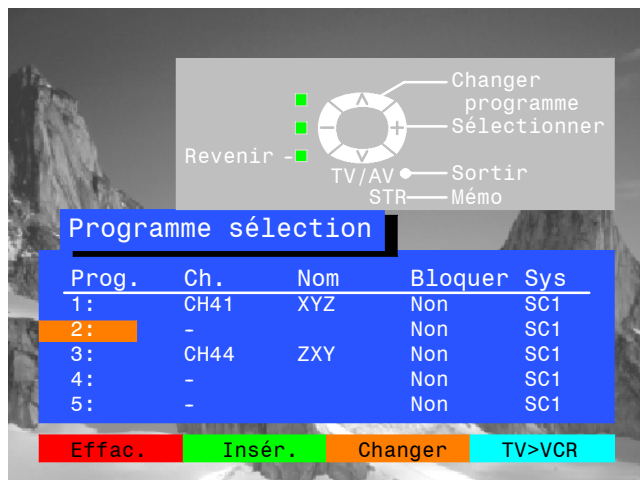 Changer
programme
Sélectionner
Revenir
TV/AV Sortir
STR Mémo
Programme sélection
Prog. Ch. Nom Bloquer Sys
1: CH41 XYZ Non SC1
2: - Non SC1
3: CH44 ZXY Non SC1
4: - Non SC1
5: - Non SC1
Effac. Insér. Changer TV>VCR